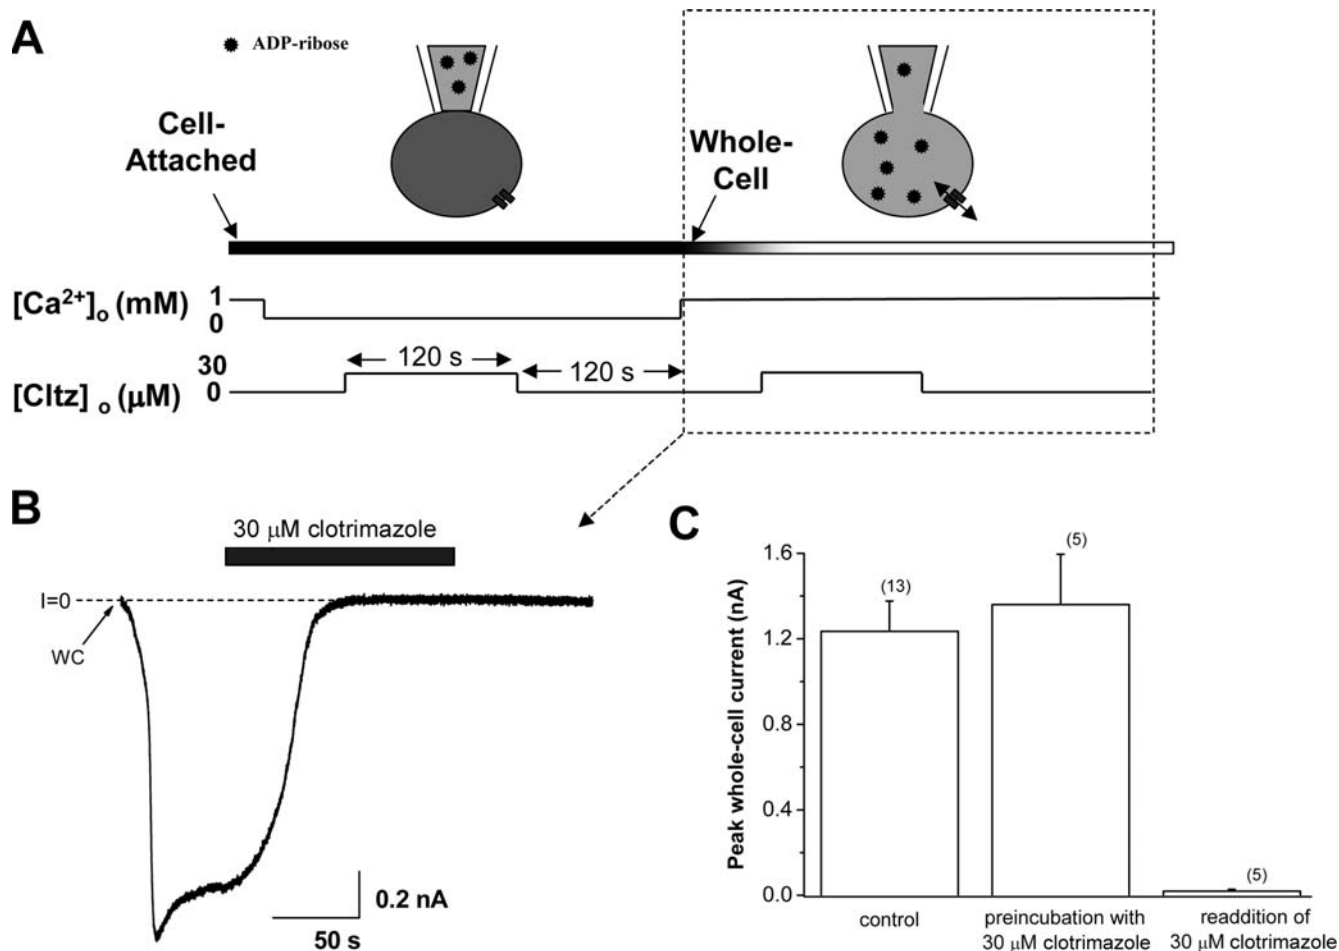 A
ADP-ribose
Cell-
Attached
Whole-
Cell
[Ca²⁺]ₒ (mM)
1
0
[Cltz] ₒ (μM)
30
0
120 s
120 s
B
30 μM clotrimazole
I=0
WC
0.2 nA
50 s
C
Peak whole-cell current (nA)
1.6
1.2
0.8
0.4
0.0
(13)
(5)
(5)
control
preincubation with
30 μM clotrimazole
readdition of
30 μM clotrimazole